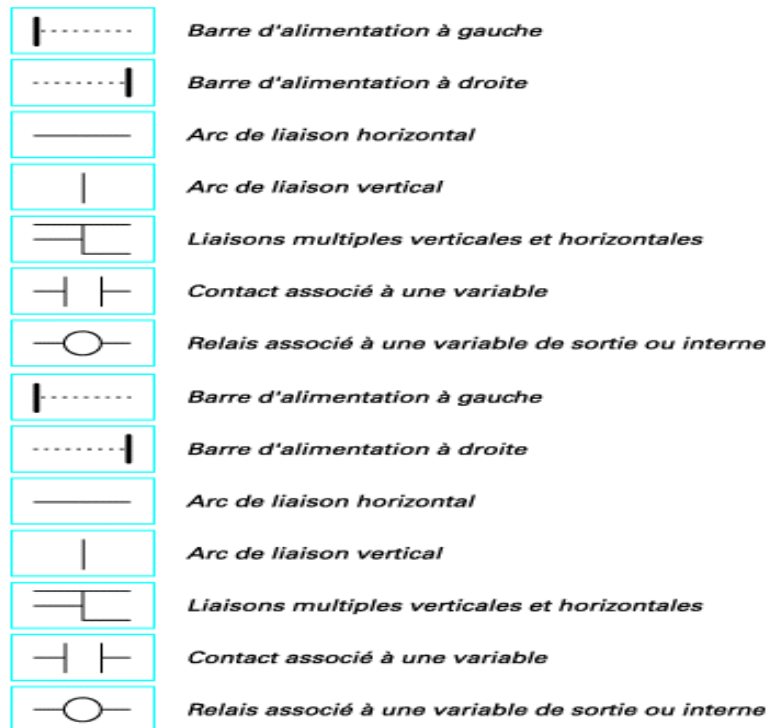 Barre d'alimentation à gauche
Barre d'alimentation à droite
Arc de liaison horizontal
Arc de liaison vertical
Liaisons multiples verticales et horizontales
Contact associé à une variable
Relais associé à une variable de sortie ou interne
Barre d'alimentation à gauche
Barre d'alimentation à droite
Arc de liaison horizontal
Arc de liaison vertical
Liaisons multiples verticales et horizontales
Contact associé à une variable
Relais associé à une variable de sortie ou interne